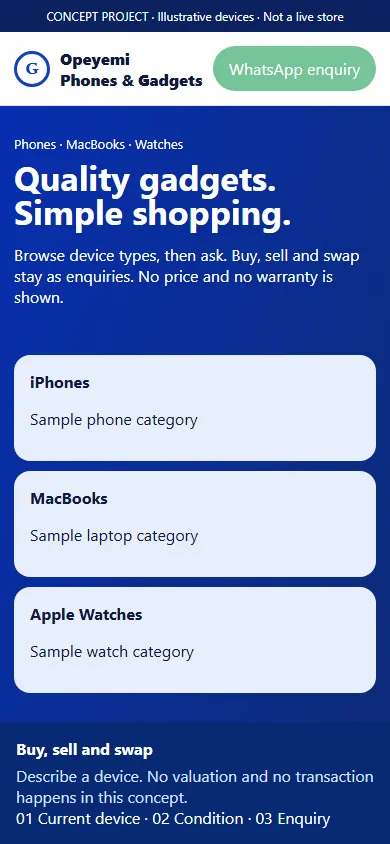 CONCEPT PROJECT · Illustrative devices · Not a live store
G
Opeyemi
Phones & Gadgets
WhatsApp enquiry
Phones · MacBooks · Watches
Quality gadgets.
Simple shopping.
Browse device types, then ask. Buy, sell and swap
stay as enquiries. No price and no warranty is
shown.
iPhones
Sample phone category
MacBooks
Sample laptop category
Apple Watches
Sample watch category
Buy, sell and swap
Describe a device. No valuation and no transaction
happens in this concept.
01 Current device · 02 Condition · 03 Enquiry